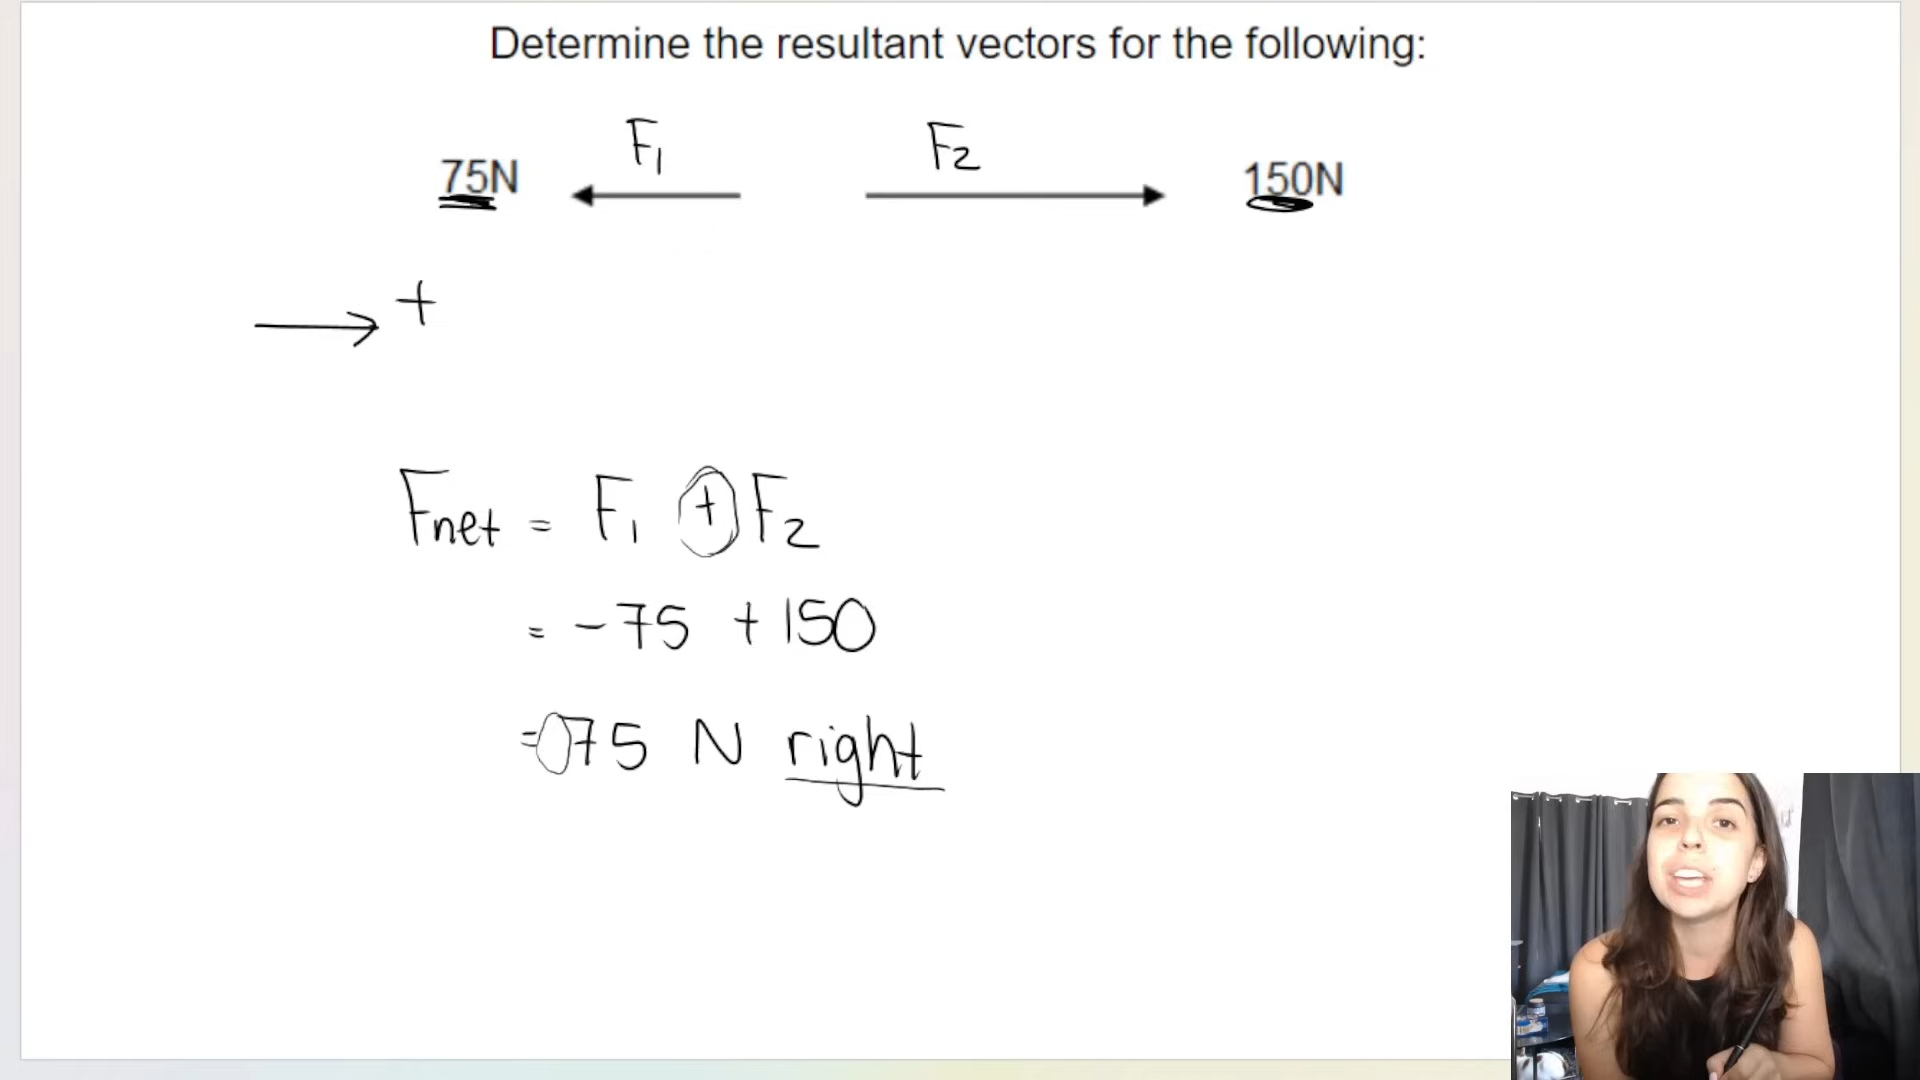 Determine the resultant vectors for the following:
75N F1 F2 150N
+
Fnet = F1 + F2
= -75 + 150
= 75 N right